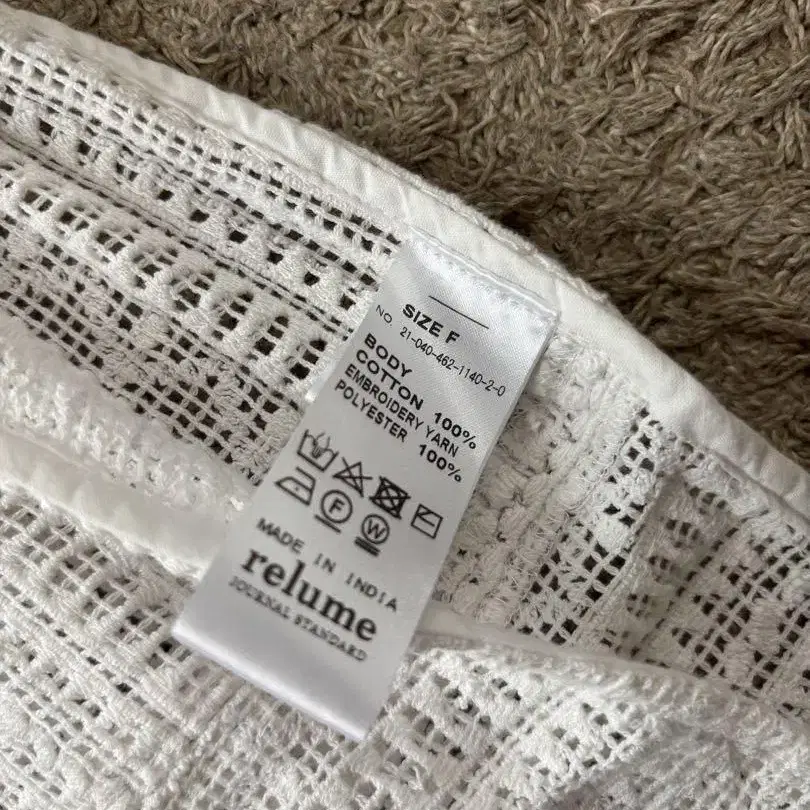 SIZE F
NO 21-040-462-1140-2-0
BODY
COTTON 100%
EMBROIDERY YARN
POLYESTER 100%
F W
MADE IN INDIA
relume
JOURNAL STANDARD